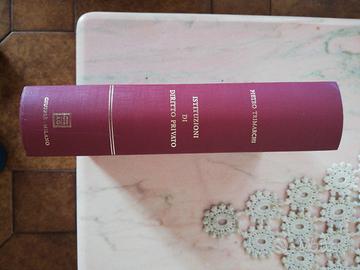 PIETRO TRIMARCHI
ISTITUZIONI
DI
DIRITTO PRIVATO
GIUFFRÈ - MILANO